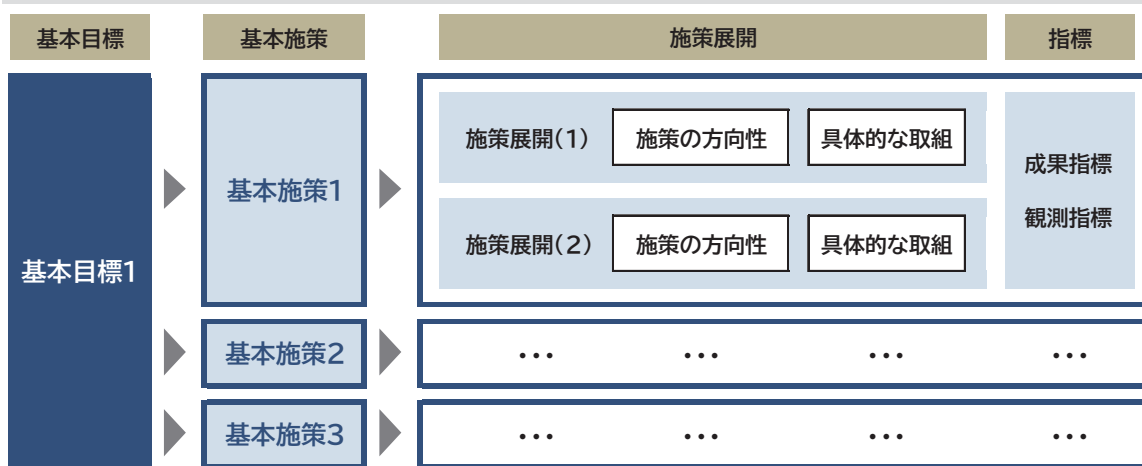 基本目標
基本施策
施策展開
指標
基本目標1
基本施策1
施策展開(1)
施策の方向性
具体的な取組
施策展開(2)
施策の方向性
具体的な取組
成果指標
観測指標
基本施策2
… … … …
基本施策3
… … … …